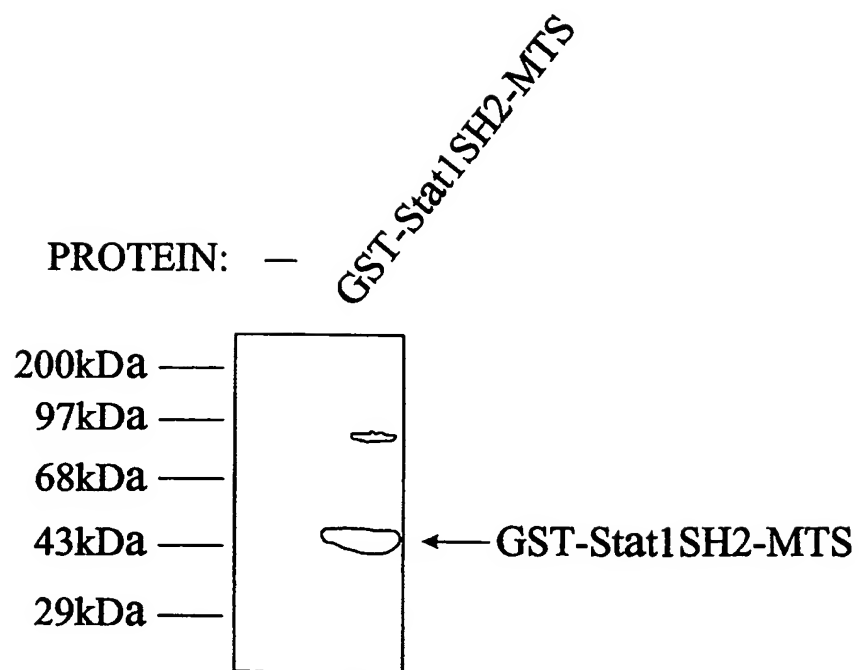 GST-Stat1SH2-MTS
PROTEIN: –
200kDa
97kDa
68kDa
43kDa
GST-Stat1SH2-MTS
29kDa